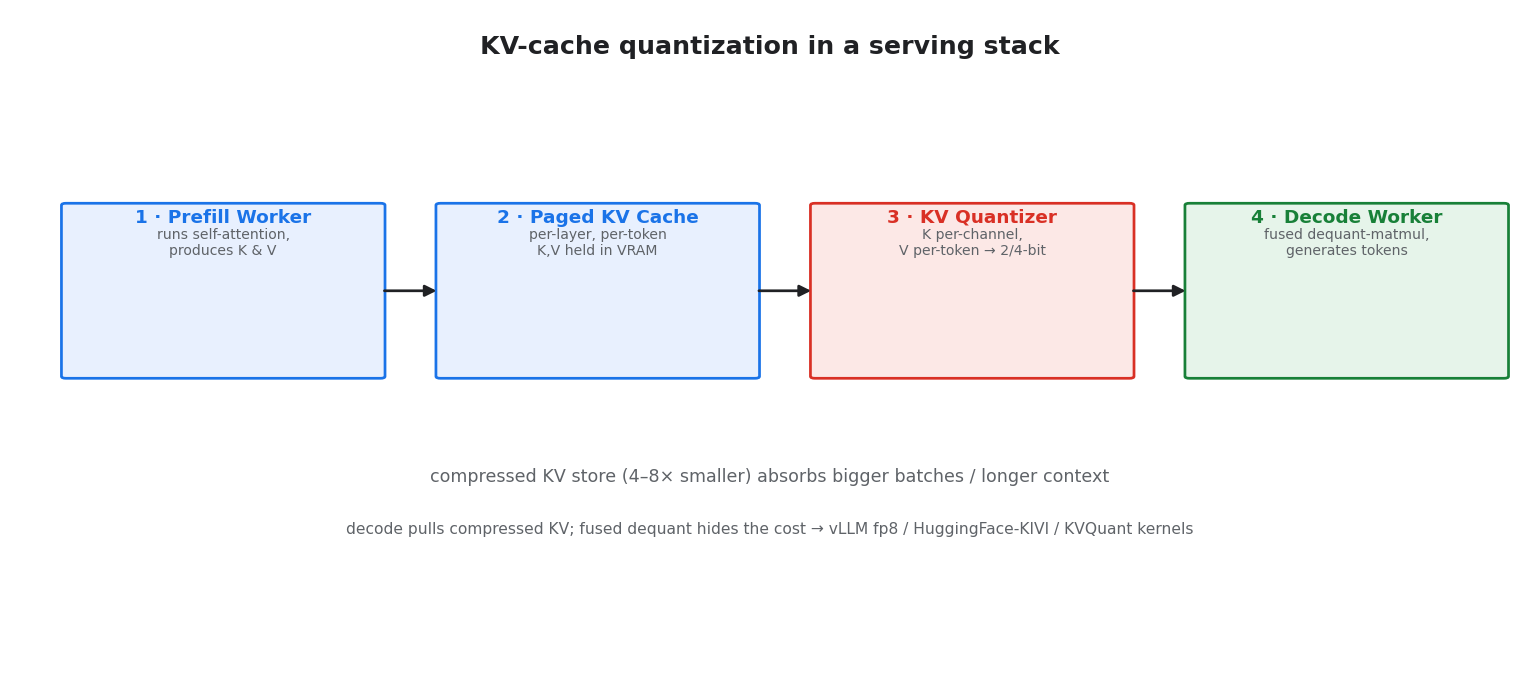 KV-cache quantization in a serving stack
1 · Prefill Worker
runs self-attention,
produces K & V
2 · Paged KV Cache
per-layer, per-token
K,V held in VRAM
3 · KV Quantizer
K per-channel,
V per-token → 2/4-bit
4 · Decode Worker
fused dequant-matmul,
generates tokens
compressed KV store (4–8× smaller) absorbs bigger batches / longer context
decode pulls compressed KV; fused dequant hides the cost → vLLM fp8 / HuggingFace-KIVI / KVQuant kernels